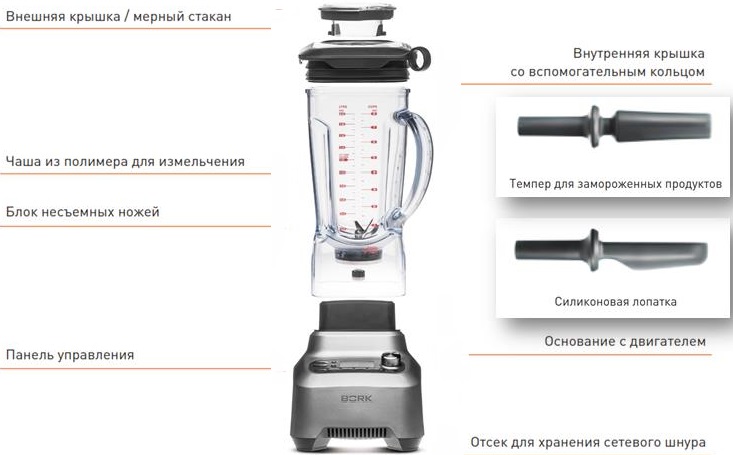 Внешняя крышка / мерный стакан
Внутренняя крышка
со вспомогательным кольцом
Чаша из полимера для измельчения
Темпер для замороженных продуктов
Блок несъемных ножей
Силиконовая лопатка
Основание с двигателем
Панель управления
BORK
Отсек для хранения сетевого шнура